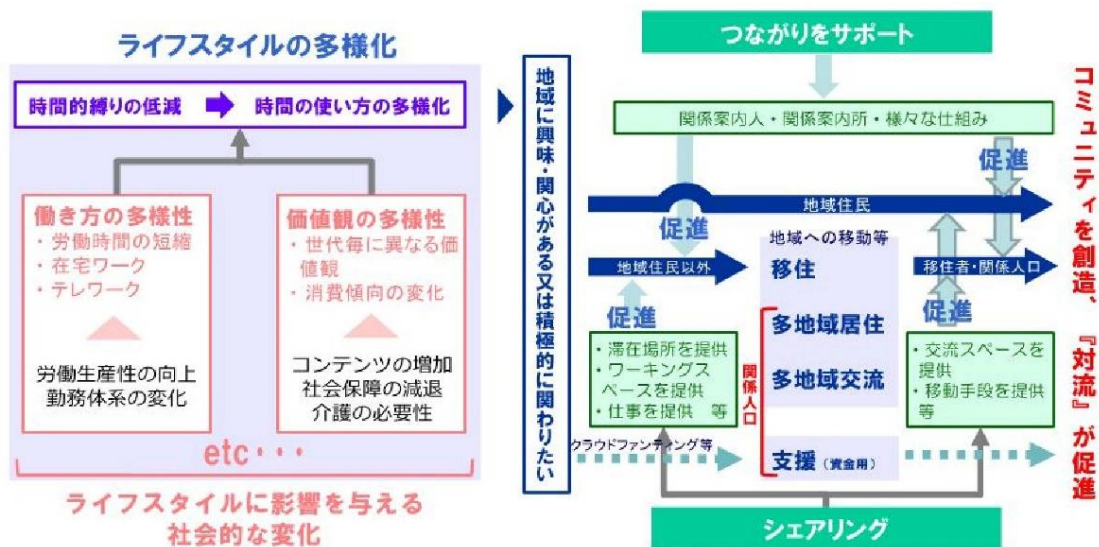 ライフスタイルの多様化
時間的縛りの低減
時間の使い方の多様化
働き方の多様性
・労働時間の短縮
・在宅ワーク
・テレワーク
労働生産性の向上
勤務体系の変化
価値観の多様性
・世代毎に異なる価
値観
・消費傾向の変化
コンテンツの増加
社会保障の減退
介護の必要性
etc・・・
ライフスタイルに影響を与える
社会的な変化
地域に興味・関心がある又は積極的に関わりたい
つながりをサポート
関係案内人・関係案内所・様々な仕組み
促進
地域住民
促進
地域への移動等
地域住民以外
移住
移住者・関係人口
促進
促進
多地域居住
多地域交流
関係人口
・滞在場所を提供
・ワーキングス
ペースを提供
・仕事を提供 等
・交流スペースを
提供
・移動手段を提供
等
クラウドファンティング等
支援（資金用）
シェアリング
コミュニティを創造、『対流』が促進